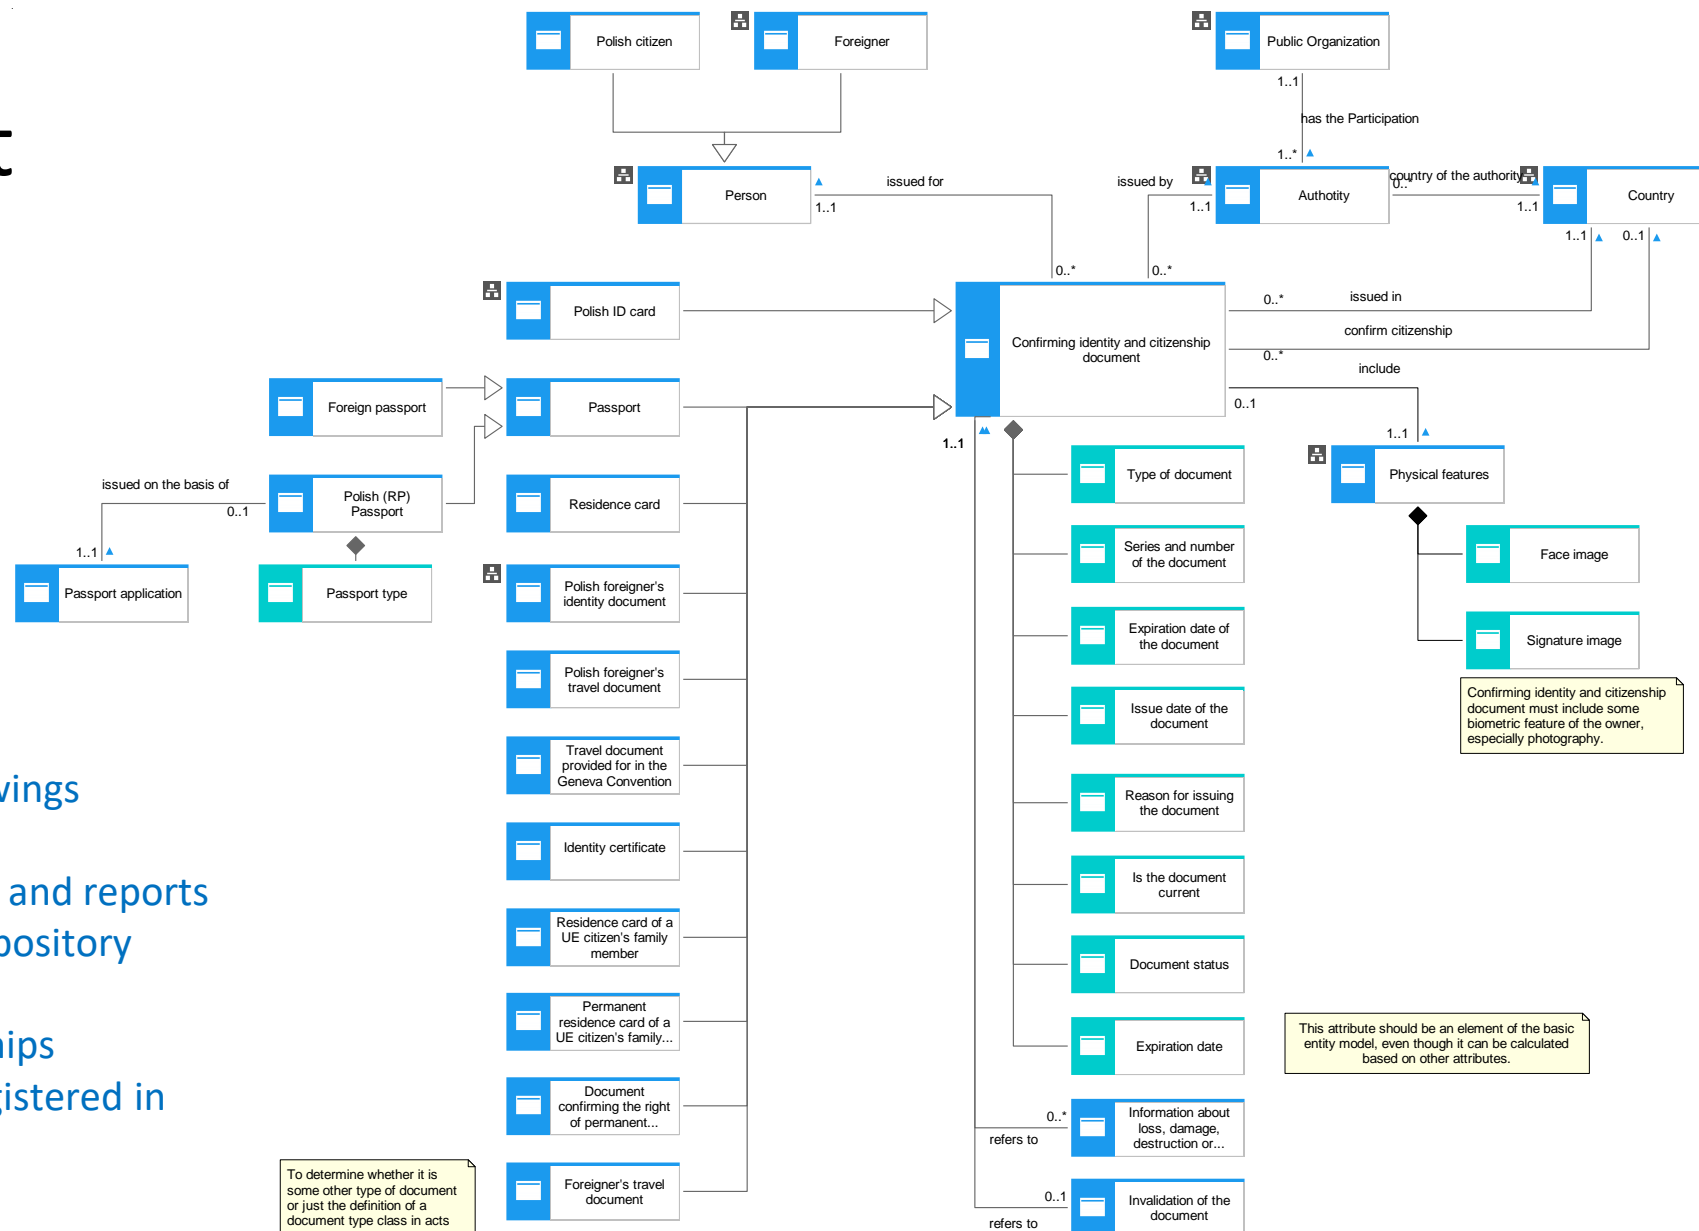 t
Polish citizen
Foreigner
Public Organization
1..1
has the Participation
1..*
Person
1..1
issued for
0..*
issued by
1..1
0..*
Authotity
country of the authority
0..*
1..1
Country
1..1
0..1
Polish ID card
Confirming identity and citizenship
document
0..*
issued in
confirm citizenship
0..*
include
0..1
1..1
Foreign passport
Passport
1..1
Type of document
Physical features
issued on the basis of
0..1
Polish (RP)
Passport
Residence card
Series and number
of the document
Face image
1..1
Passport application
Passport type
Polish foreigner's
identity document
Expiration date of
the document
Signature image
Polish foreigner's
travel document
Issue date of the
document
Confirming identity and citizenship
document must include some
biometric feature of the owner,
especially photography.
Travel document
provided for in the
Geneva Convention
Reason for issuing
the document
wings
Identity certificate
Is the document
current
and reports
Residence card of a
UE citizen's family
member
Document status
pository
Permanent
residence card of a
UE citizen's family...
Expiration date
This attribute should be an element of the basic
entity model, even though it can be calculated
based on other attributes.
hips
gistered in
Document
confirming the right
of permanent...
0..*
refers to
Information about
loss, damage,
destruction or...
To determine whether it is
some other type of document
or just the definition of a
document type class in acts
Foreigner's travel
document
0..1
refers to
Invalidation of the
document